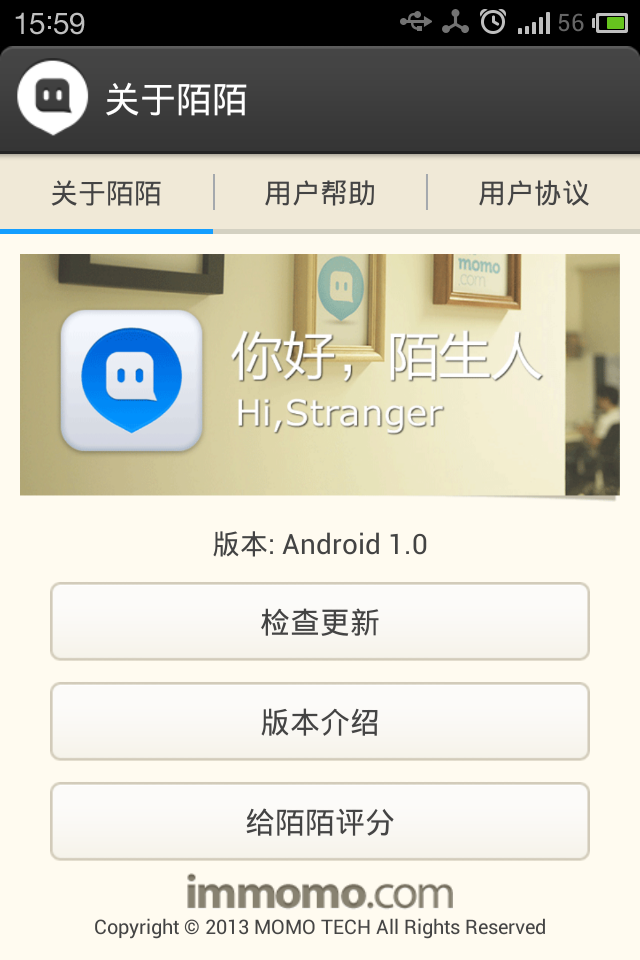 15:59
56
关于陌陌
关于陌陌
用户帮助
用户协议
momo
.com
你好，陌生人
Hi,Stranger
版本: Android 1.0
检查更新
版本介绍
给陌陌评分
immomo.com
Copyright © 2013 MOMO TECH All Rights Reserved